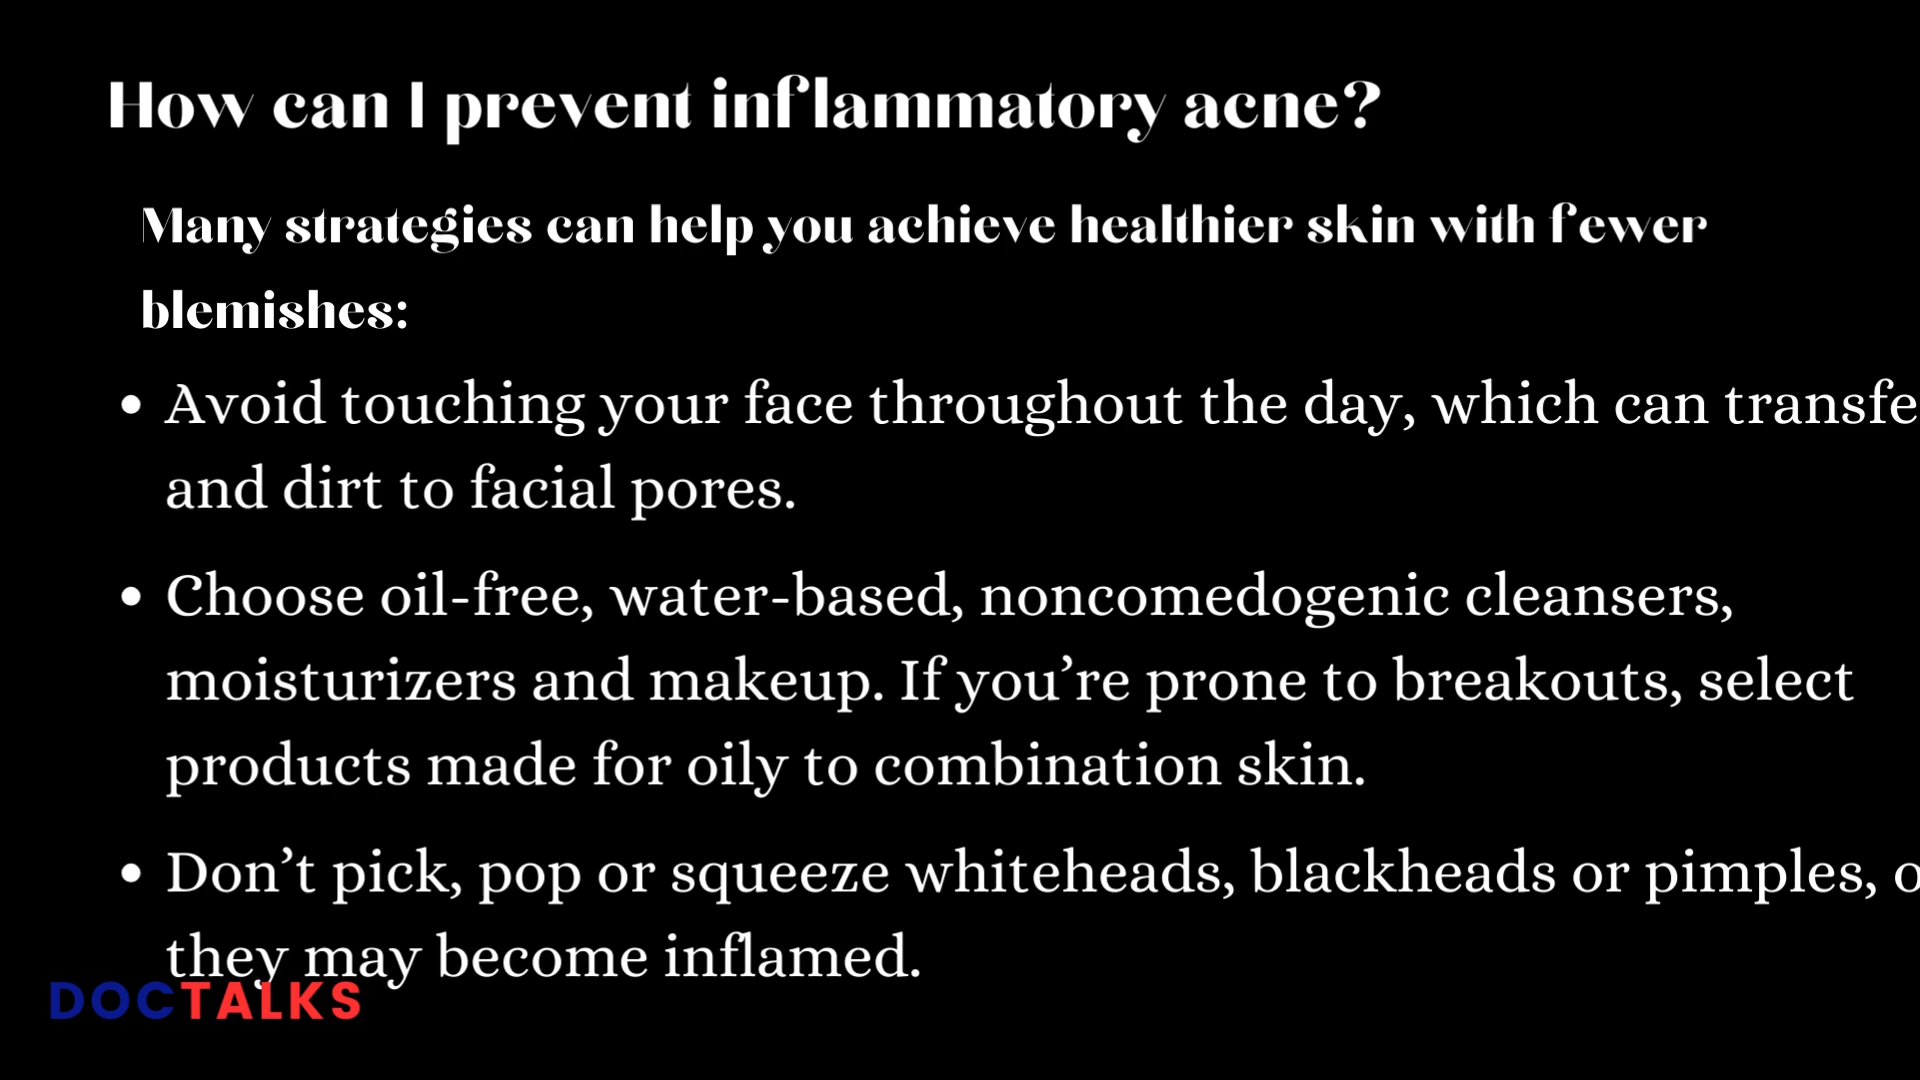 How can I prevent inflammatory acne?
Many strategies can help you achieve healthier skin with fewer
blemishes:
• Avoid touching your face throughout the day, which can transfe
and dirt to facial pores.
• Choose oil-free, water-based, noncomedogenic cleansers,
moisturizers and makeup. If you’re prone to breakouts, select
products made for oily to combination skin.
• Don’t pick, pop or squeeze whiteheads, blackheads or pimples, o
they may become inflamed.
DOCTALKS